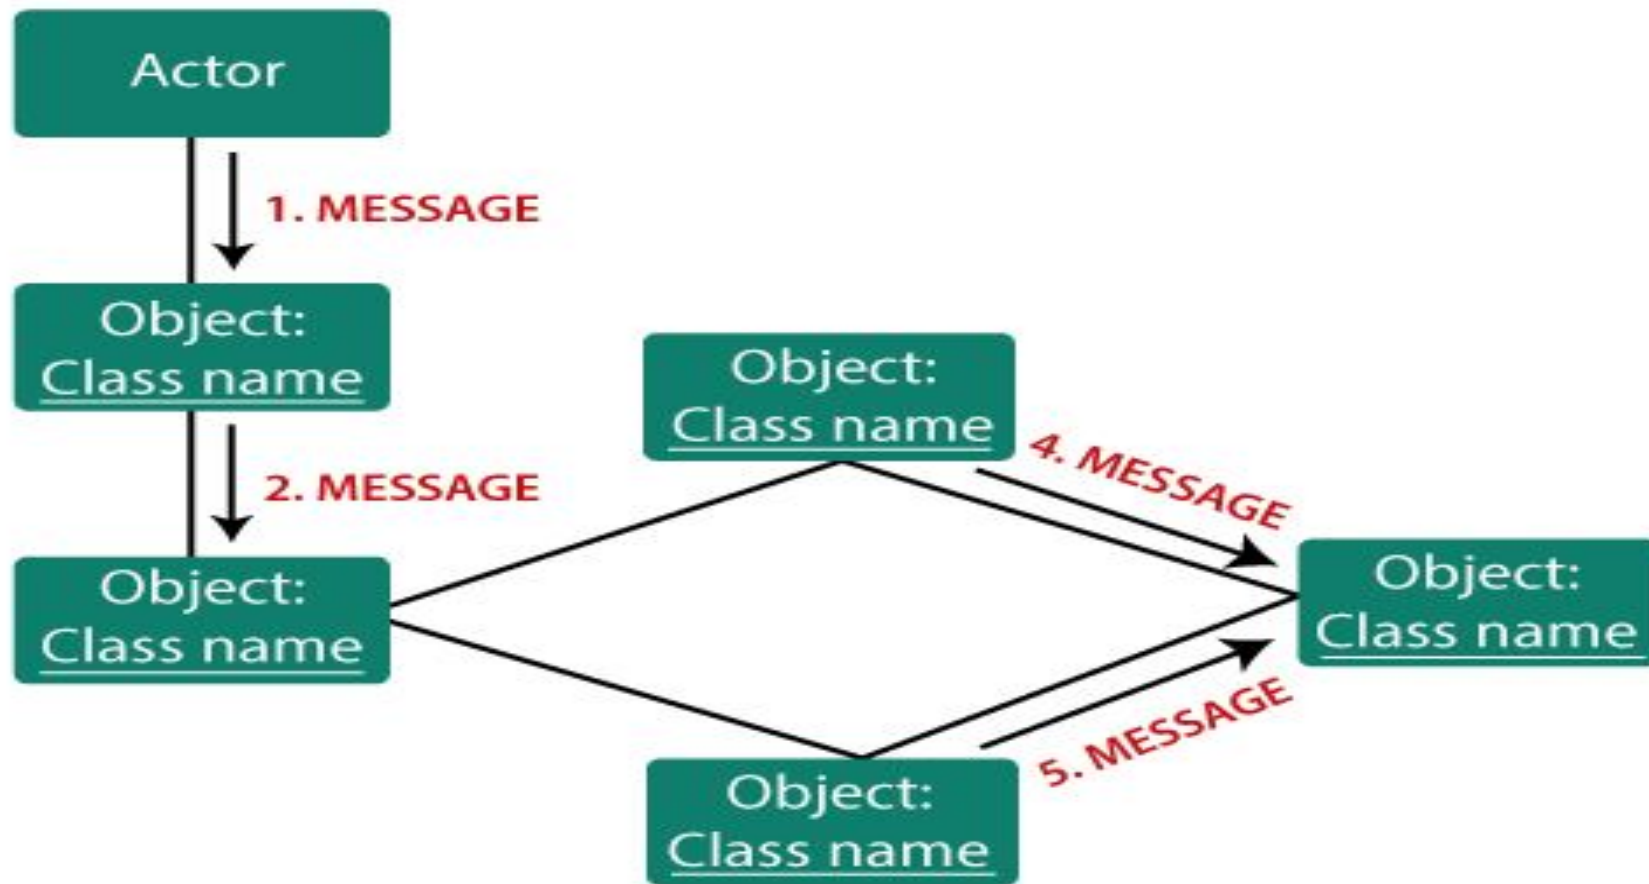 Actor
1. MESSAGE
Object:
Class name
2. MESSAGE
Object:
Class name
Object:
Class name
4. MESSAGE
Object:
Class name
5. MESSAGE
Object:
Class name